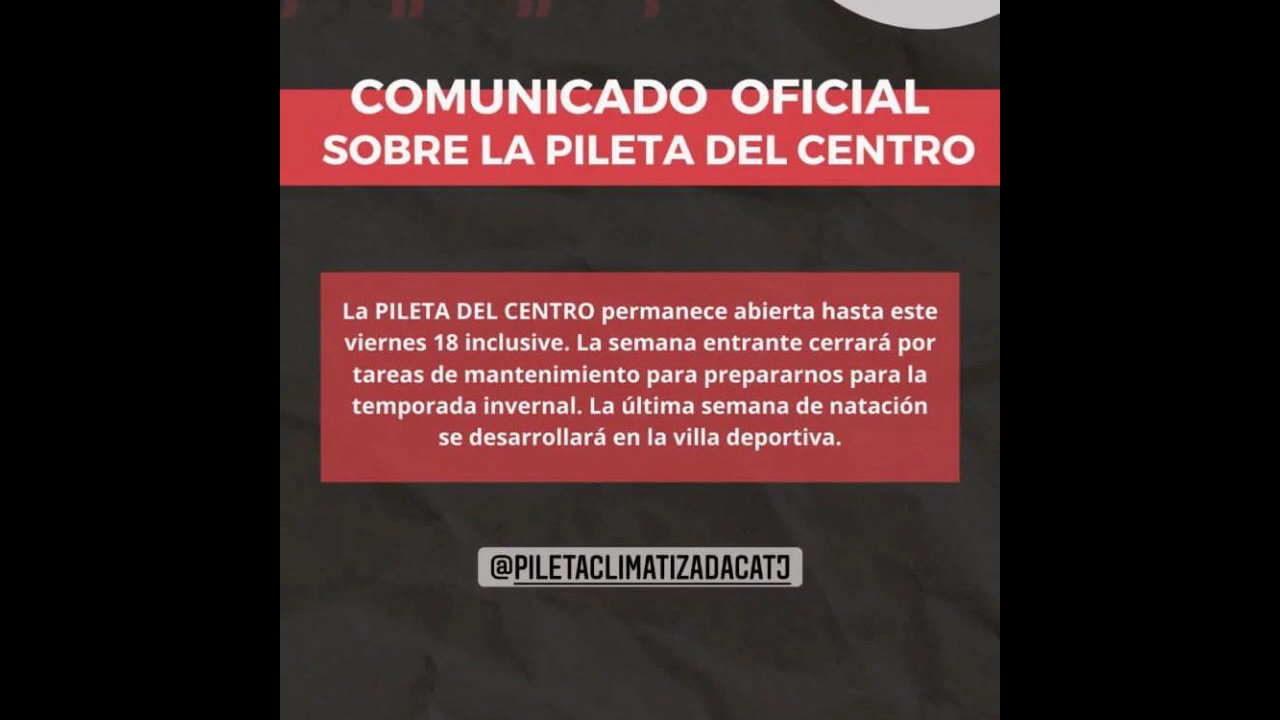 COMUNICADO OFICIAL
SOBRE LA PILETA DEL CENTRO
La PILETA DEL CENTRO permanece abierta hasta este
viernes 18 inclusive. La semana entrante cerrará por
tareas de mantenimiento para prepararnos para la
temporada invernal. La última semana de natación
se desarrollará en la villa deportiva.
@PILETACLIMATIZADACATJ